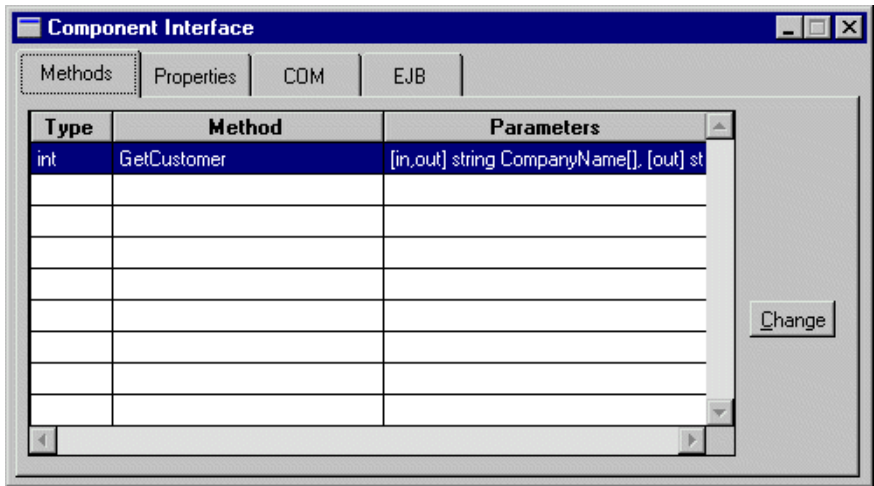 Component Interface
Methods Properties COM EJB
Type Method Parameters
int GetCustomer [in,out] string CompanyName[], [out] st
Change